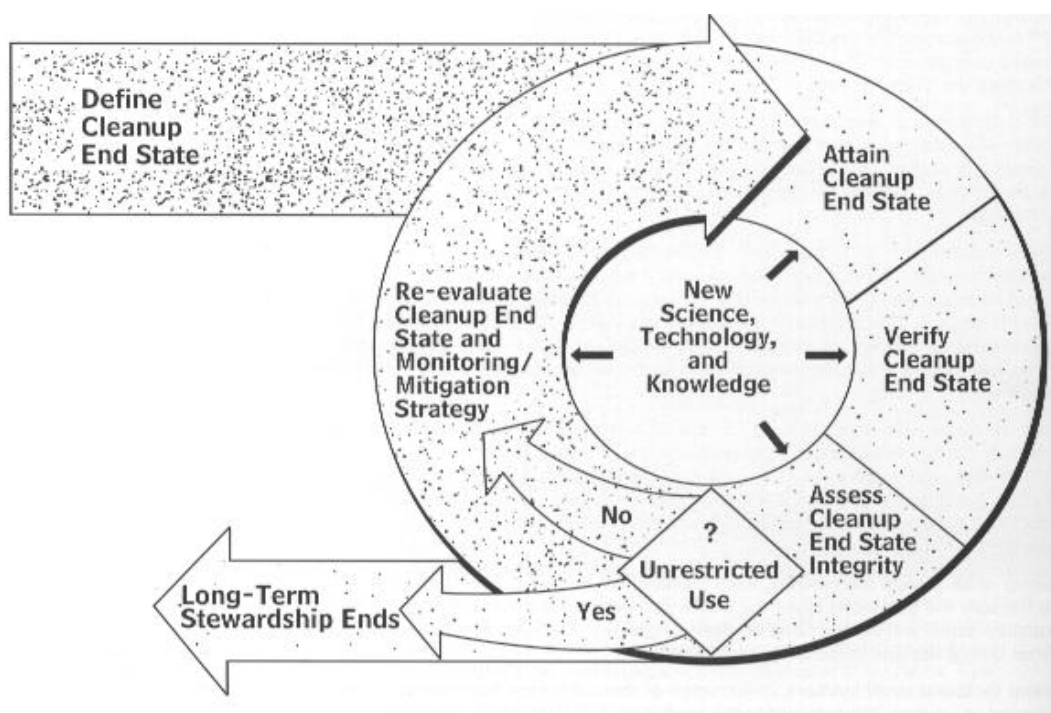 Define
Cleanup
End State
Attain
Cleanup
End State
Re-evaluate
Cleanup End
State and
Monitoring/
Mitigation
Strategy
New
Science,
Technology,
and
Knowledge
Verify
Cleanup
End State
Assess
Cleanup
End State
Integrity
No
?
Unrestricted
Use
Yes
Long-Term
Stewardship Ends